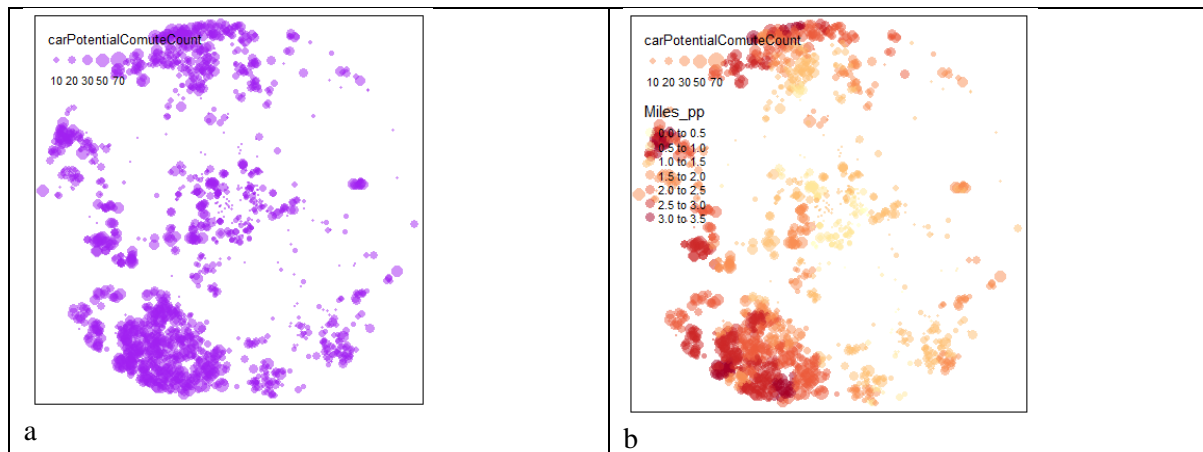 carPotentialComuteCount
10 20 30 50 70
a
carPotentialComuteCount
10 20 30 50 70
Miles_pp
0.0 to 0.5
0.5 to 1.0
1.0 to 1.5
1.5 to 2.0
2.0 to 2.5
2.5 to 3.0
3.0 to 3.5
b